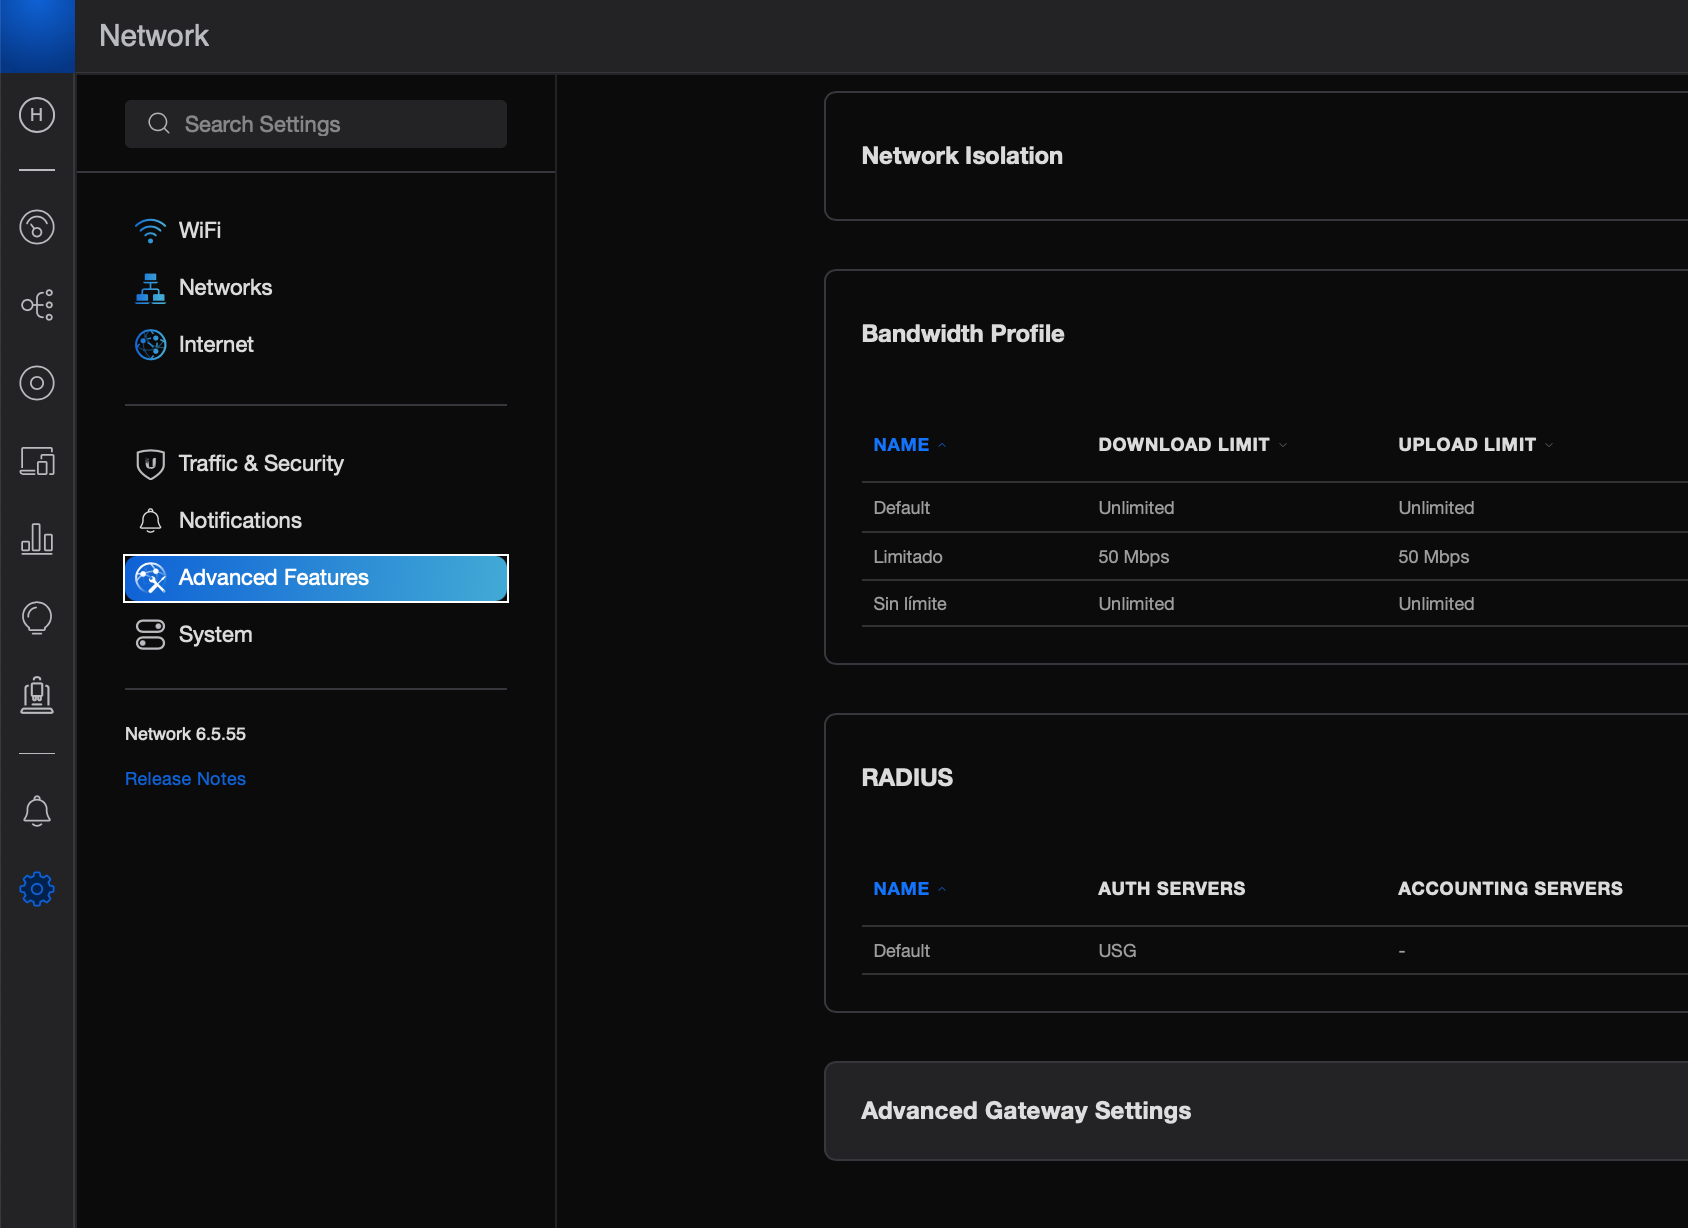 Network
H
Search Settings
WiFi
Networks
Internet
Traffic & Security
Notifications
Advanced Features
System
Network 6.5.55
Release Notes
Network Isolation
Bandwidth Profile
NAME DOWNLOAD LIMIT UPLOAD LIMIT
Default Unlimited Unlimited
Limitado 50 Mbps 50 Mbps
Sin límite Unlimited Unlimited
RADIUS
NAME AUTH SERVERS ACCOUNTING SERVERS
Default USG -
Advanced Gateway Settings